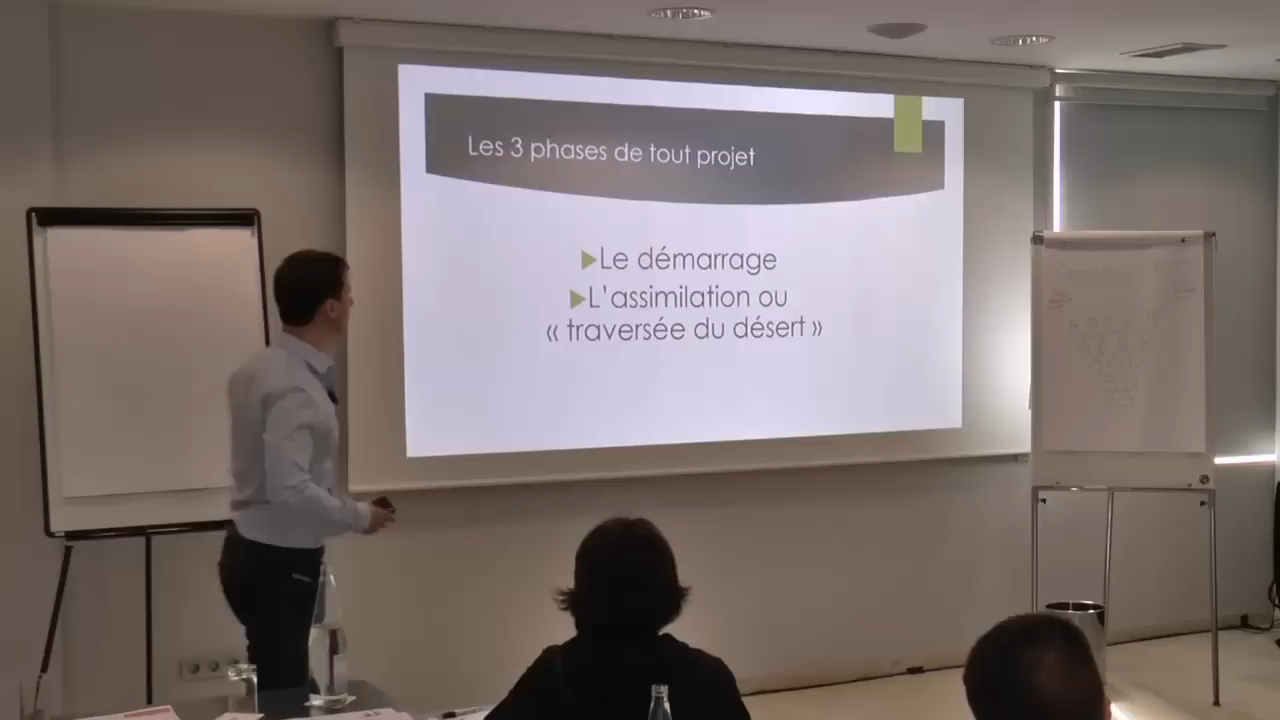 Les 3 phases de tout projet
▶Le démarrage
▶L'assimilation ou
« traversée du désert »